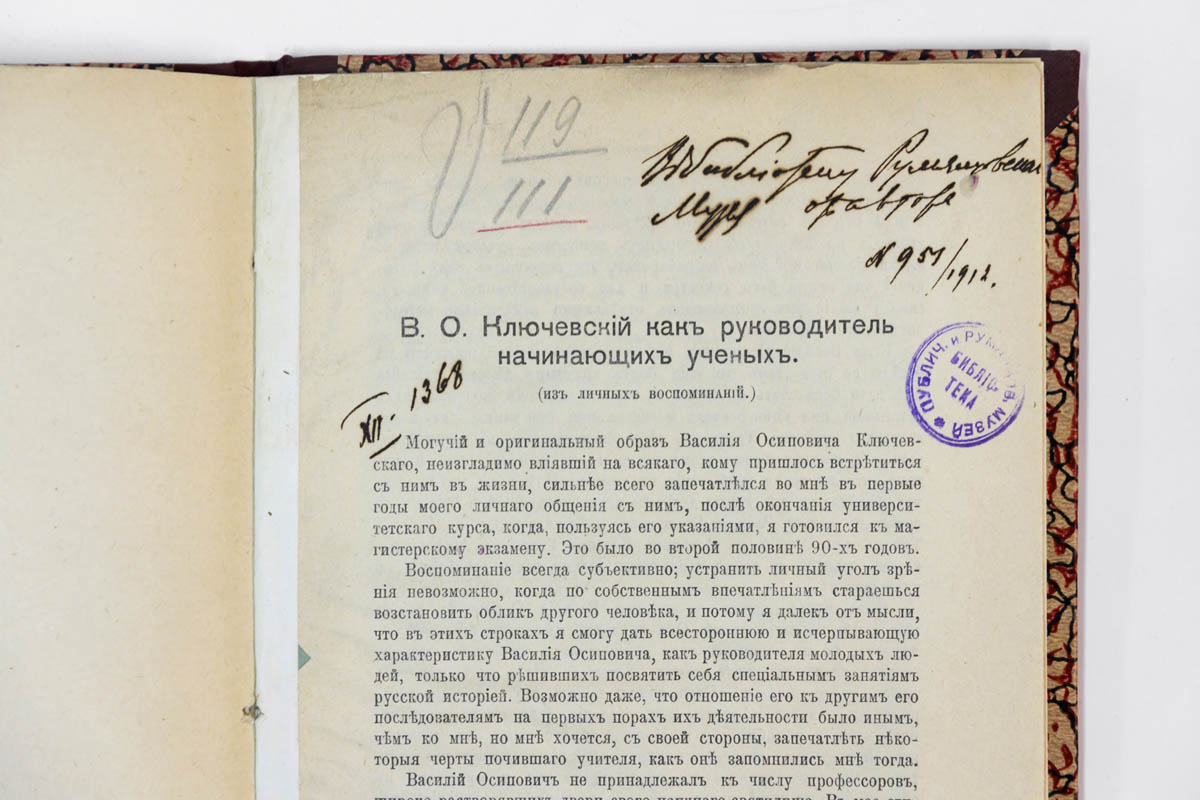 119
111
Въ библіотеку Румянцовскаго
Музея отъ автора
N 951/1912.
В. О. Ключевскій какъ руководитель
начинающихъ ученыхъ.
(изъ личныхъ воспоминаній.)
XII. 1368
ПУБЛИЧ. и РУМЯНЦОВ. МУЗЕЙ
БИБЛІО-
ТЕКА
Могучій и оригинальный образъ Василія Осиповича Ключев-
скаго, неизгладимо вліявшій на всякаго, кому пришлось встрѣтиться
съ нимъ въ жизни, сильнѣе всего запечатлѣлся во мнѣ въ первые
годы моего личнаго общенія съ нимъ, послѣ окончанія универси-
тетскаго курса, когда, пользуясь его указаніями, я готовился къ ма-
гистерскому экзамену. Это было во второй половинѣ 90-хъ годовъ.
Воспоминаніе всегда субъективно; устранить личный уголъ зрѣ-
нія невозможно, когда по собственнымъ впечатлѣніямъ стараешься
возстановить обликъ другого человѣка, и потому я далекъ отъ мысли,
что въ этихъ строкахъ я смогу дать всестороннюю и исчерпывающую
характеристику Василія Осиповича, какъ руководителя молодыхъ лю-
дей, только что рѣшившихъ посвятить себя спеціальнымъ занятіямъ
русской исторіей. Возможно даже, что отношеніе его къ другимъ его
послѣдователямъ на первыхъ порахъ ихъ дѣятельности было инымъ,
чѣмъ ко мнѣ, но мнѣ хочется, съ своей стороны, запечатлѣть нѣко-
торыя черты почившаго учителя, какъ онѣ запомнились мнѣ тогда.
Василій Осиповичъ не принадлежалъ къ числу профессоровъ,